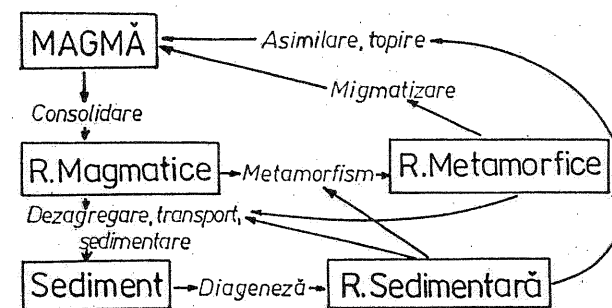 MAGMĂ
Asimilare, topire
Migmatizare
Consolidare
R.Magmatice
Metamorfism
R.Metamorfice
Dezagregare, transport,
sedimentare
Sediment
Diageneză
R.Sedimentară